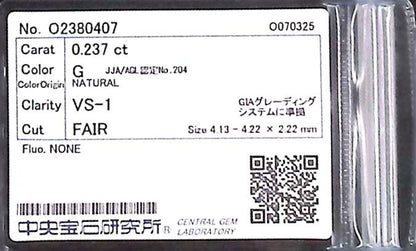 No. O2380407 O070325
Carat 0.237 ct
Color G JJA/AGL認定No.204
ColorOrigin NATURAL
Clarity VS-1 GIAグレーディング
システムに準拠
Cut FAIR Size 4.13 - 4.22 × 2.22 mm
Fluo. NONE
中央宝石研究所® CENTRAL GEM
LABORATORY